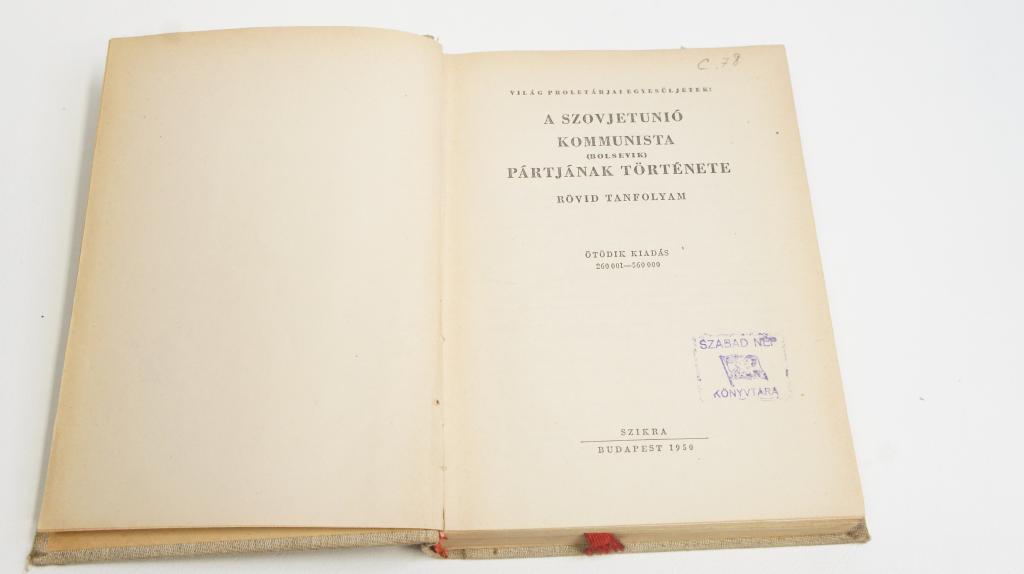 C. 78
VILÁG PROLETÁRJAI EGYESÜLJETEK!
A SZOVJETUNIÓ
KOMMUNISTA
(BOLSEVIK)
PÁRTJÁNAK TÖRTÉNETE
RÖVID TANFOLYAM
ÖTÖDIK KIADÁS
260 001—560 000
SZABAD NÉP
KÖNYVTÁRA
SZIKRA
BUDAPEST 1950